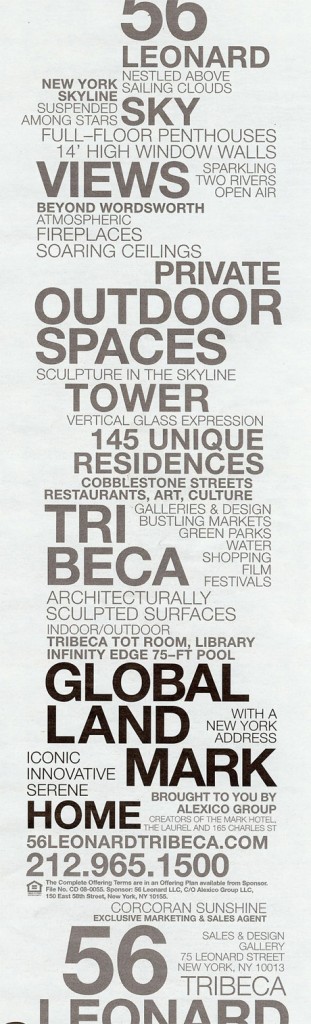 56
LEONARD
NESTLED ABOVE
SAILING CLOUDS
NEW YORK
SKYLINE
SUSPENDED
AMONG STARS
SKY
FULL-FLOOR PENTHOUSES
14' HIGH WINDOW WALLS
VIEWS
SPARKLING
TWO RIVERS
OPEN AIR
BEYOND WORDSWORTH
ATMOSPHERIC
FIREPLACES
SOARING CEILINGS
PRIVATE
OUTDOOR
SPACES
SCULPTURE IN THE SKYLINE
TOWER
VERTICAL GLASS EXPRESSION
145 UNIQUE
RESIDENCES
COBBLESTONE STREETS
RESTAURANTS, ART, CULTURE
TRI
BECA
GALLERIES & DESIGN
BUSTLING MARKETS
GREEN PARKS
WATER
SHOPPING
FILM
FESTIVALS
ARCHITECTURALLY
SCULPTED SURFACES
INDOOR/OUTDOOR
TRIBECA TOT ROOM, LIBRARY
INFINITY EDGE 75-FT POOL
GLOBAL
LAND
MARK
WITH A
NEW YORK
ADDRESS
ICONIC
INNOVATIVE
SERENE
HOME
BROUGHT TO YOU BY
ALEXICO GROUP
CREATORS OF THE MARK HOTEL,
THE LAUREL AND 165 CHARLES ST
56LEONARDTRIBECA.COM
212.965.1500
The Complete Offering Terms are in an Offering Plan available from Sponsor.
File No. CD 08-0055. Sponsor: 56 Leonard LLC, C/O Alexico Group LLC,
150 East 58th Street, New York, NY 10155.
CORCORAN SUNSHINE
EXCLUSIVE MARKETING & SALES AGENT
56
SALES & DESIGN
GALLERY
75 LEONARD STREET
NEW YORK, NY 10013
TRIBECA
LEONARD